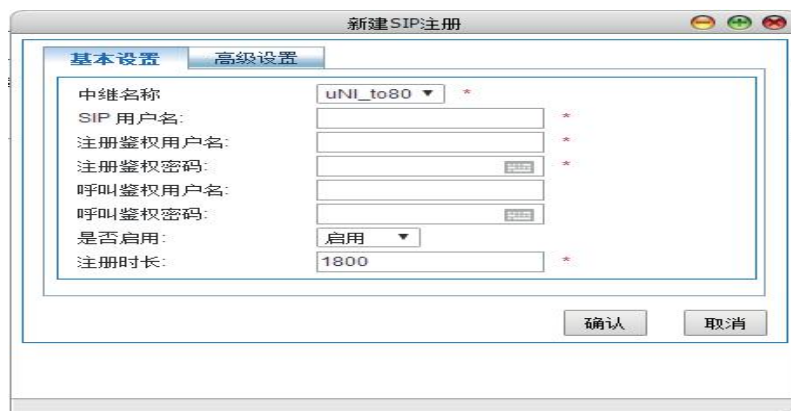 新建SIP注册
基本设置 高级设置
中继名称 uNI_to80 *
SIP 用户名: *
注册鉴权用户名: *
注册鉴权密码: *
呼叫鉴权用户名:
呼叫鉴权密码:
是否启用: 启用
注册时长: 1800 *
确认 取消